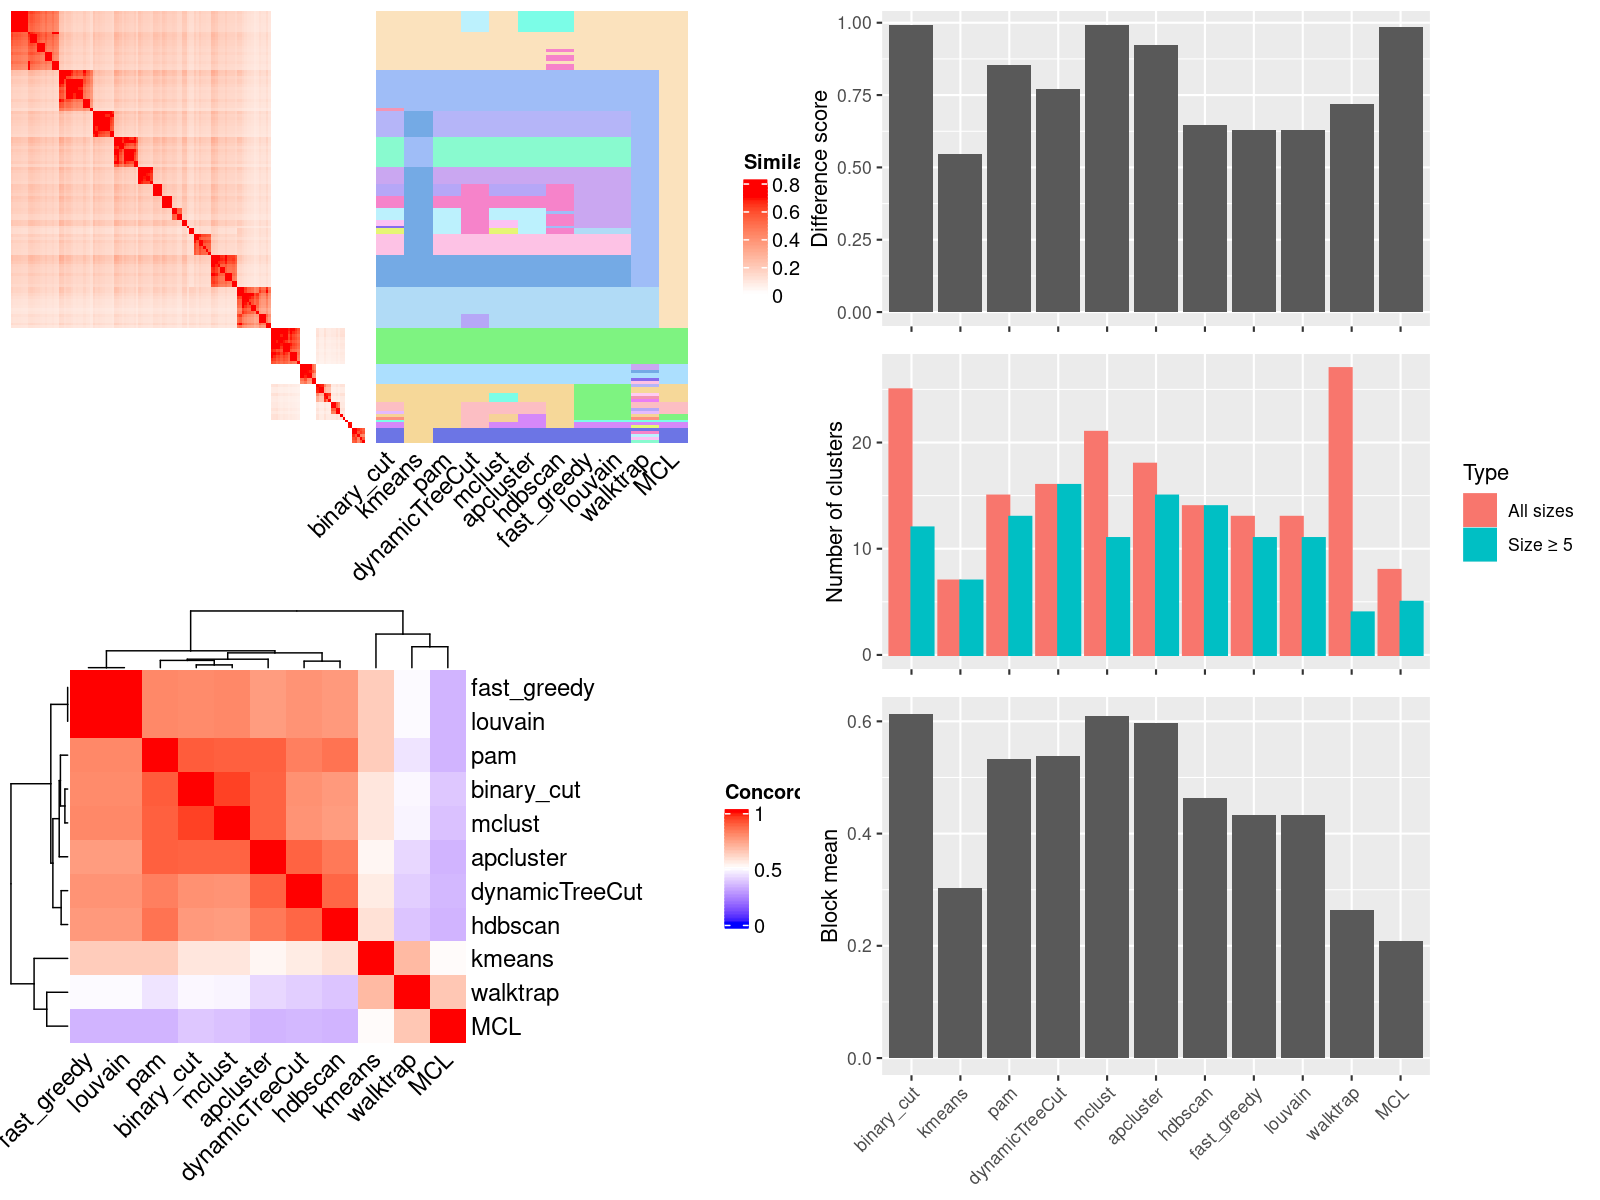 Simila
0.8
0.6
0.4
0.2
0
binary_cut
kmeans
pam
dynamicTreeCut
mclust
apcluster
hdbscan
fast_greedy
louvain
walktrap
MCL
fast_greedy
louvain
pam
binary_cut
mclust
apcluster
dynamicTreeCut
hdbscan
kmeans
walktrap
MCL
Concord
1
0.5
0
fast_greedy
louvain
pam
binary_cut
mclust
apcluster
dynamicTreeCut
hdbscan
kmeans
walktrap
MCL
Difference score
1.00
0.75
0.50
0.25
0.00
Number of clusters
20
10
0
Type
All sizes
Size ≥ 5
Block mean
0.6
0.4
0.2
0.0
binary_cut
kmeans
pam
dynamicTreeCut
mclust
apcluster
hdbscan
fast_greedy
louvain
walktrap
MCL